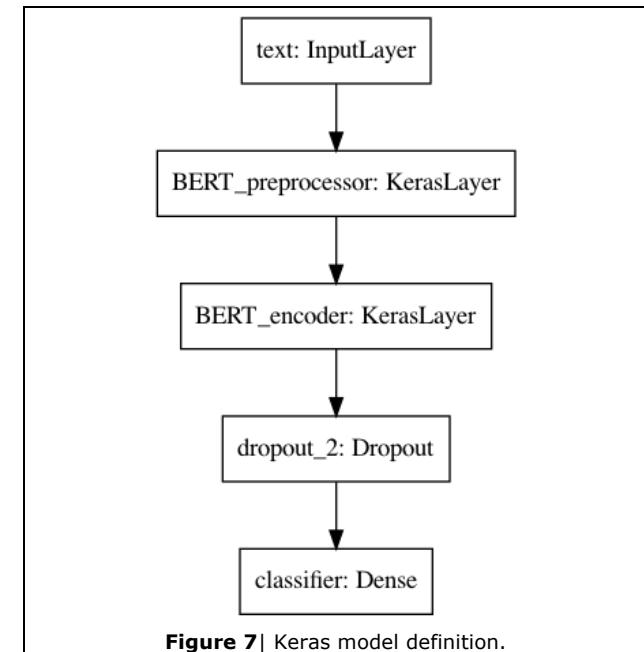 text: InputLayer
BERT_preprocessor: KerasLayer
BERT_encoder: KerasLayer
dropout_2: Dropout
classifier: Dense
Figure 7| Keras model definition.